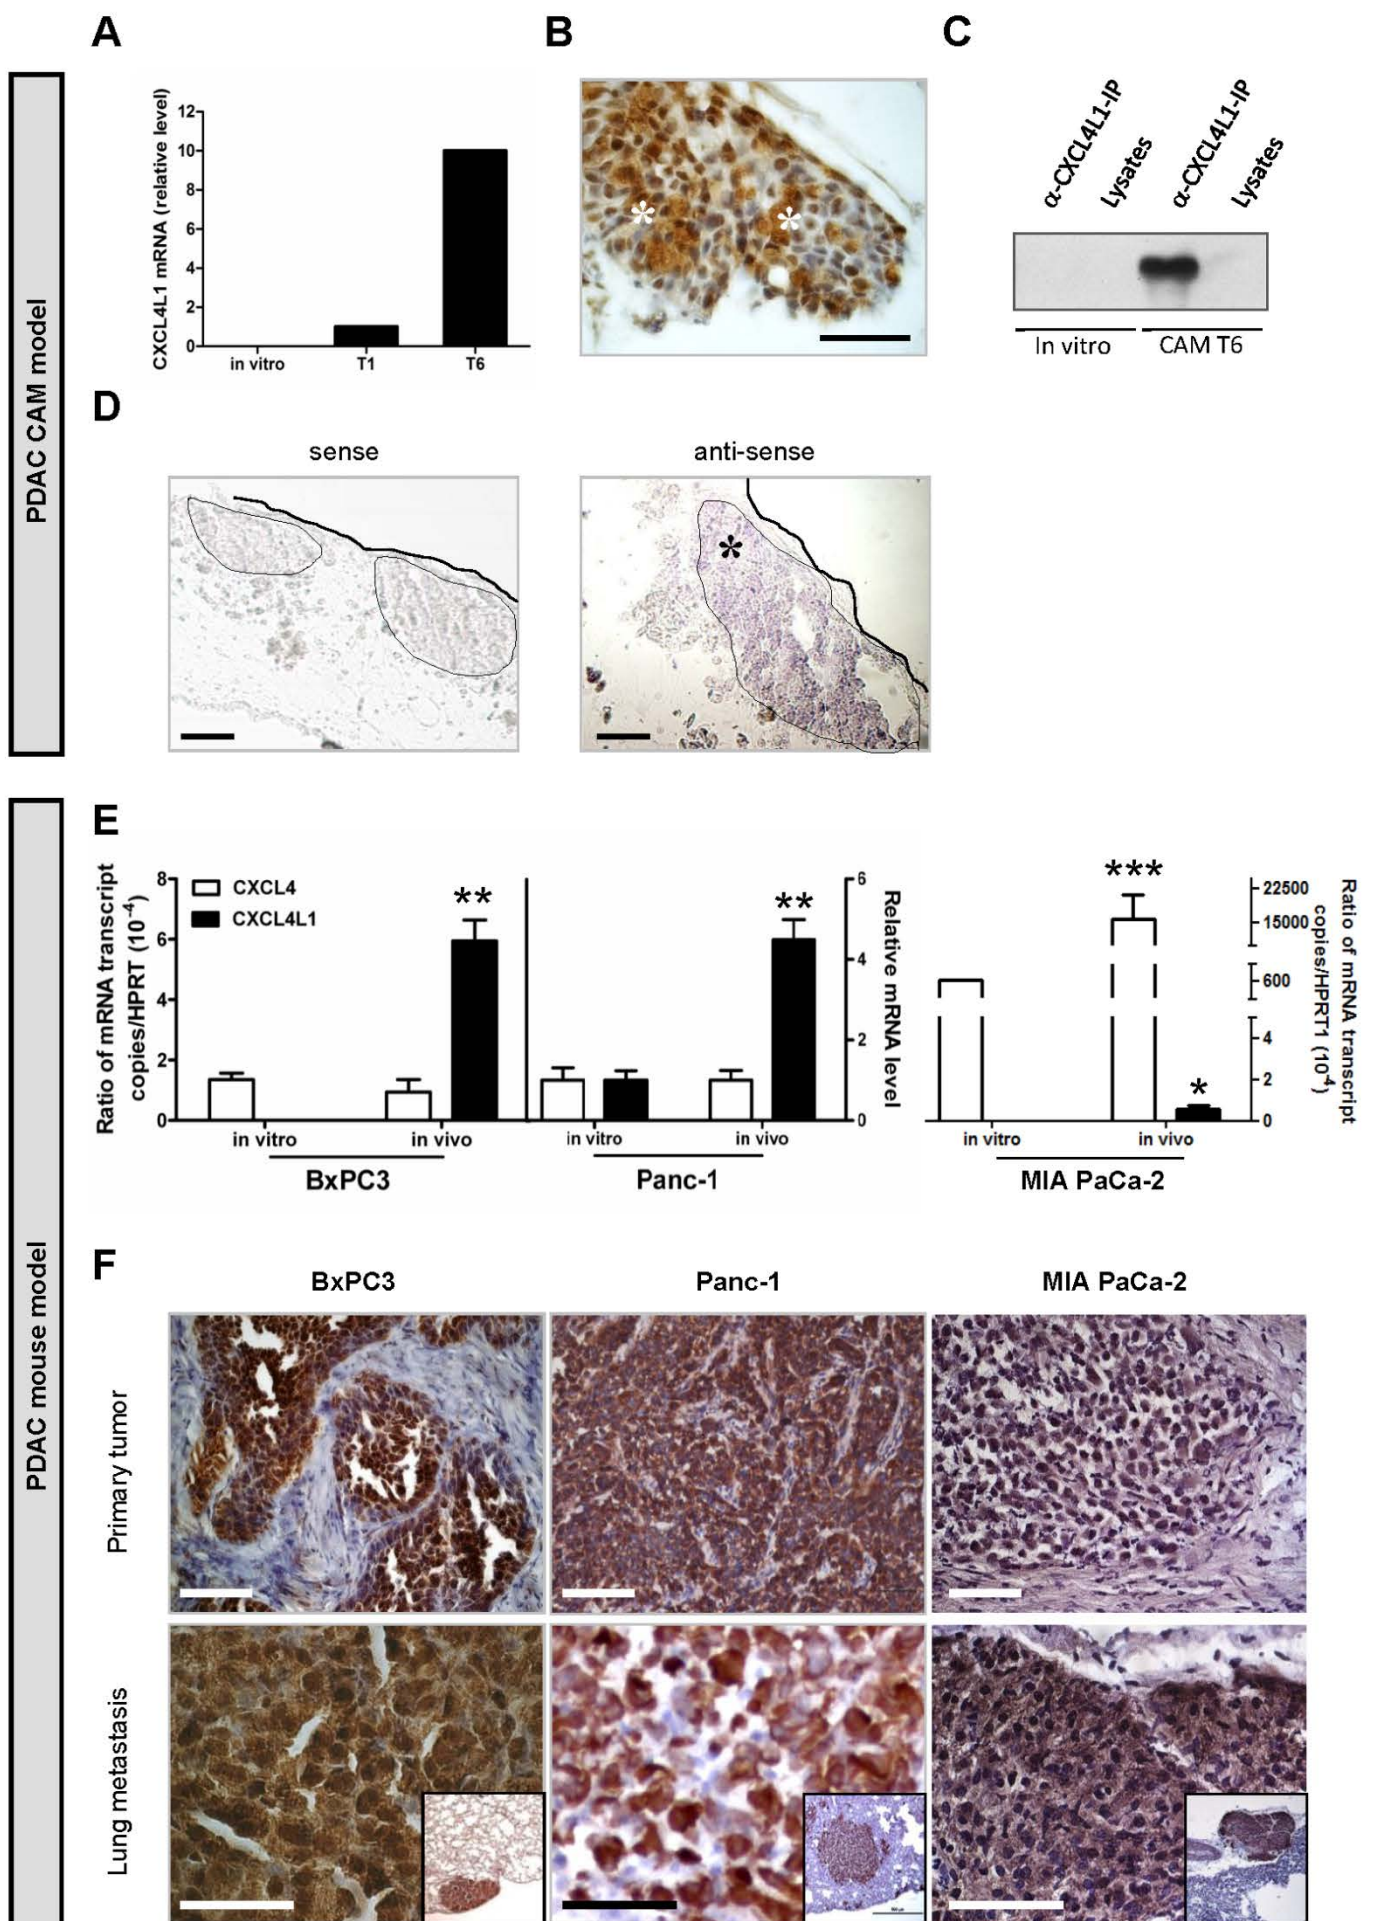 A
B
C
PDAC CAM model
CXCL4L1 mRNA (relative level)
12
10
8
6
4
2
0
in vitro
T1
T6
*
*
α-CXCL4L1-IP
Lysates
α-CXCL4L1-IP
Lysates
In vitro
CAM T6
D
sense
anti-sense
*
PDAC mouse model
E
Ratio of mRNA transcript
copies/HPRT (10-4)
8
6
4
2
0
CXCL4
CXCL4L1
**
in vitro
in vivo
BxPC3
**
in vitro
in vivo
Panc-1
6
4
2
0
Relative mRNA level
***
*
in vitro
in vivo
MIA PaCa-2
22500
15000
600
4
2
0
Ratio of mRNA transcript
copies/HPRT1 (10-4)
F
BxPC3
Panc-1
MIA PaCa-2
Primary tumor
Lung metastasis